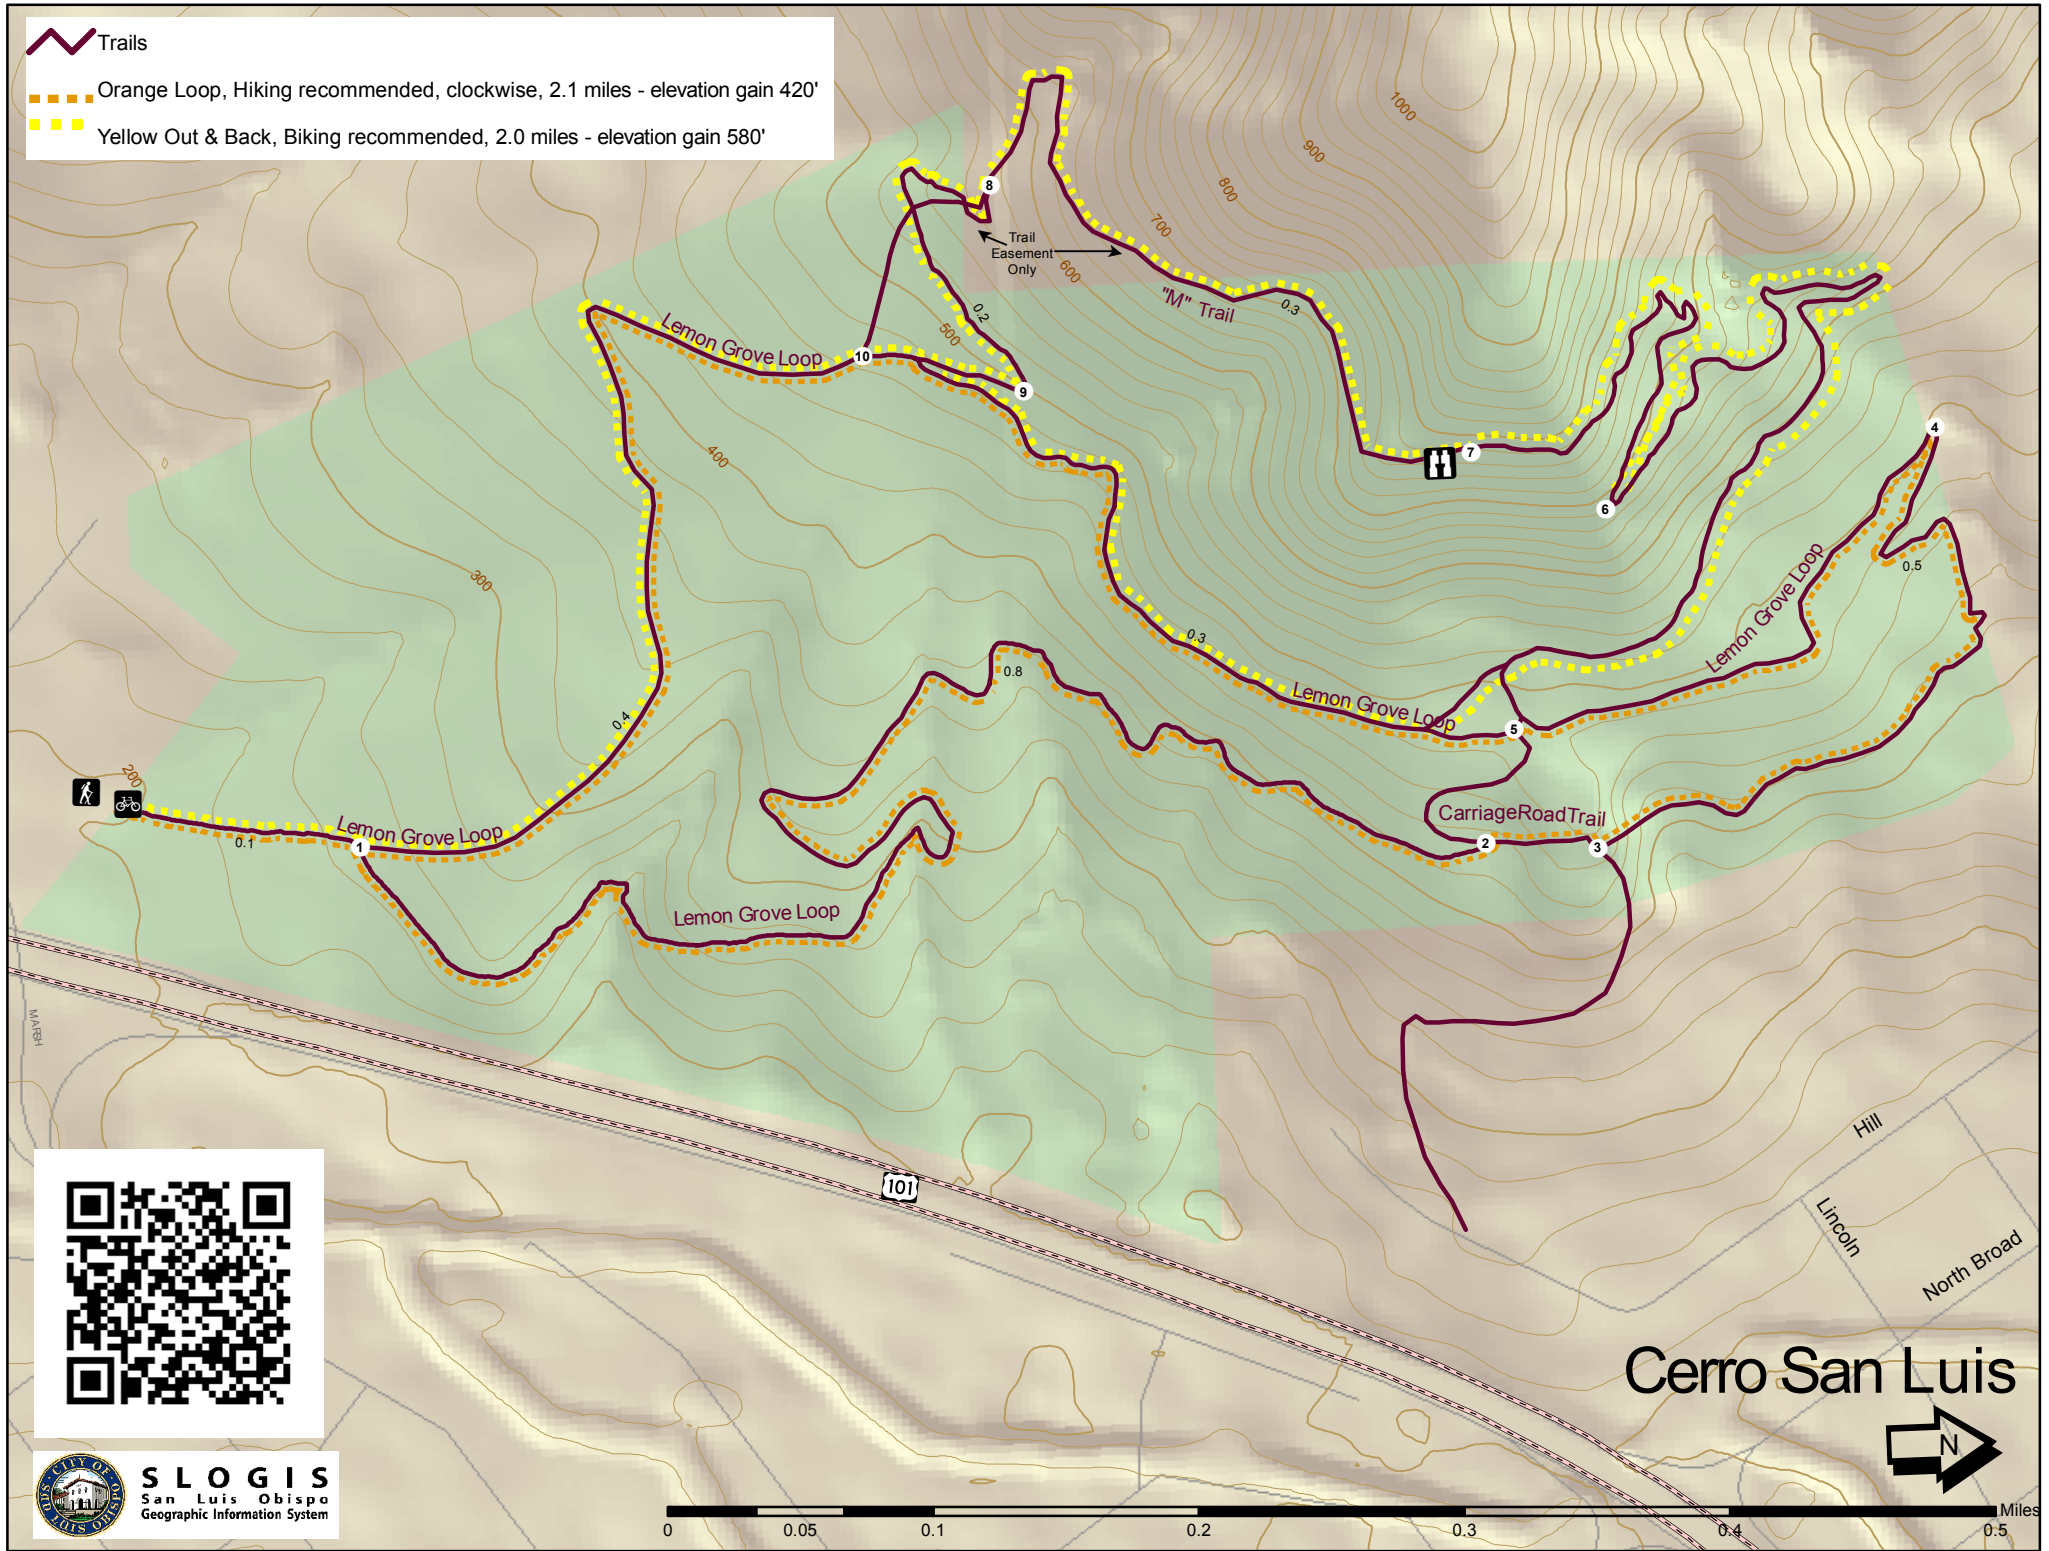 Trails
Orange Loop, Hiking recommended, clockwise, 2.1 miles - elevation gain 420'
Yellow Out & Back, Biking recommended, 2.0 miles - elevation gain 580'
1000
900
800
700
600
8
Trail
Easement
Only
"M" Trail
0.3
0.2
500
Lemon Grove Loop
10
9
7
4
6
400
300
0.5
Lemon Grove Loop
0.3
0.8
Lemon Grove Loop
5
0.4
200
Lemon Grove Loop
0.1
1
CarriageRoadTrail
2
3
Lemon Grove Loop
MARSH
101
Hill
Lincoln
North Broad
Cerro San Luis
N
CITY OF
SAN LUIS OBISPO
SLOGIS
San Luis Obispo
Geographic Information System
0 0.05 0.1 0.2 0.3 0.4 0.5
Miles